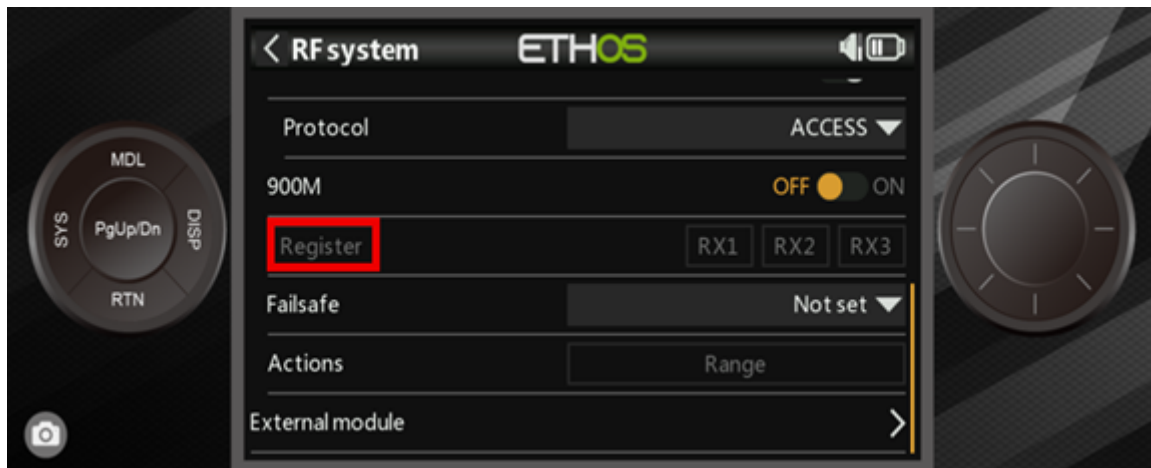 RF system ETHOS
Protocol ACCESS
900M OFF ON
Register RX1 RX2 RX3
Failsafe Not set
Actions Range
External module
MDL
SYS PgUp/Dn DISP
RTN